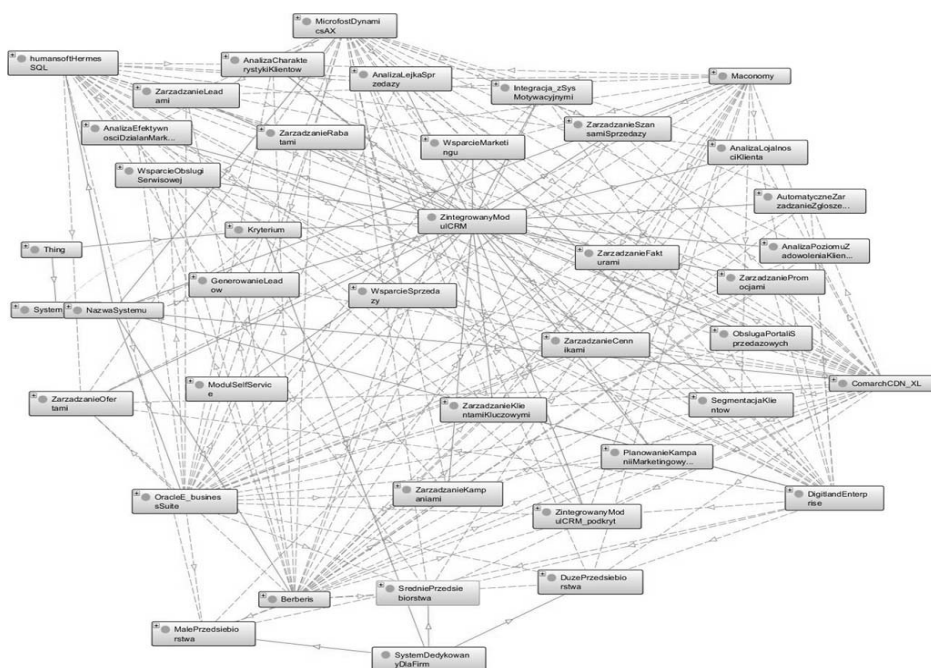 MicrofostDynami
csAX
humansoftHermes
SQL
AnalizaCharakte
rystykiKlientow
AnalizaLejkaSpr
zedazy
Integracja_zSys
Motywacyjnymi
Maconomy
ZarzadzanieLead
ami
AnalizaEfektywn
osciDzialanMark...
ZarzadzanieRaba
tami
WsparcieMarketi
ngu
ZarzadzanieSzan
samiSprzedazy
AnalizaLojalnos
ciKlienta
WsparcieObslugi
Serwisowej
AutomatyczneZar
zadzanieZglosze...
ZintegrowanyMod
ulCRM
Kryterium
Thing
ZarzadzanieFakt
urami
AnalizaPoziomuZ
adowoleniaKlien...
ZarzadzanieProm
ocjami
GenerowanieLead
ow
WsparcieSprzeda
zy
System
NazwaSystemu
ZarzadzanieCenn
ikami
ObslugaPortaliS
przedazowych
ComarchCDN_XL
ModulSelfServic
e
ZarzadzanieOfer
tami
ZarzadzanieKlie
ntamiKluczowymi
SegmentacjaKlie
ntow
PlanowanieKampa
niiMarketingowy...
OracleE_busines
sSuite
ZarzadzanieKamp
aniami
ZintegrowanyMod
ulCRM_podkryt
DigitlandEnterp
rise
Berberis
SredniePrzedsie
biorstwa
DuzePrzedsiebio
rstwa
MalePrzedsiebio
rstwa
SystemDedykowan
yDlaFirm